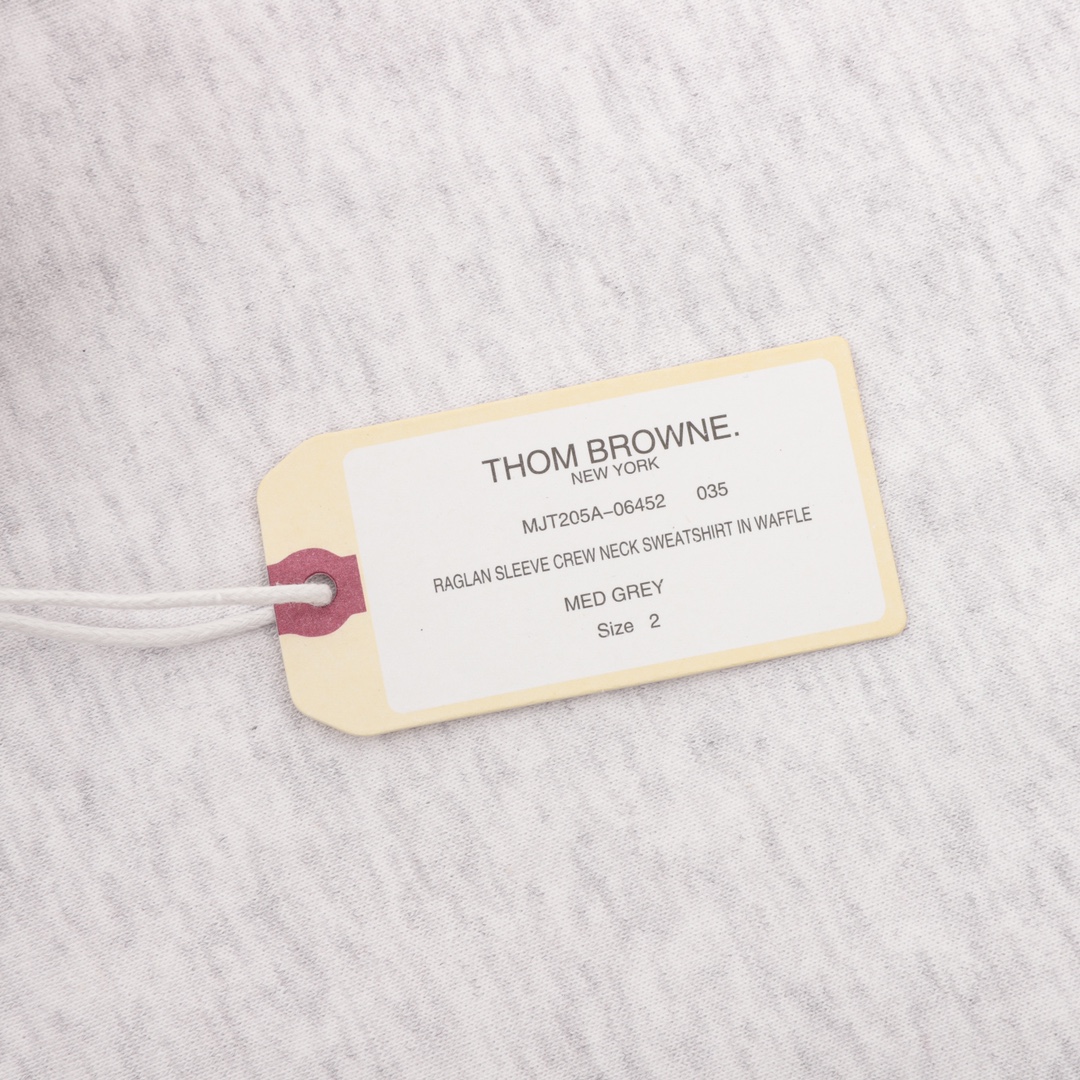 THOM BROWNE.
NEW YORK
MJT205A-06452 035
RAGLAN SLEEVE CREW NECK SWEATSHIRT IN WAFFLE
MED GREY
Size 2